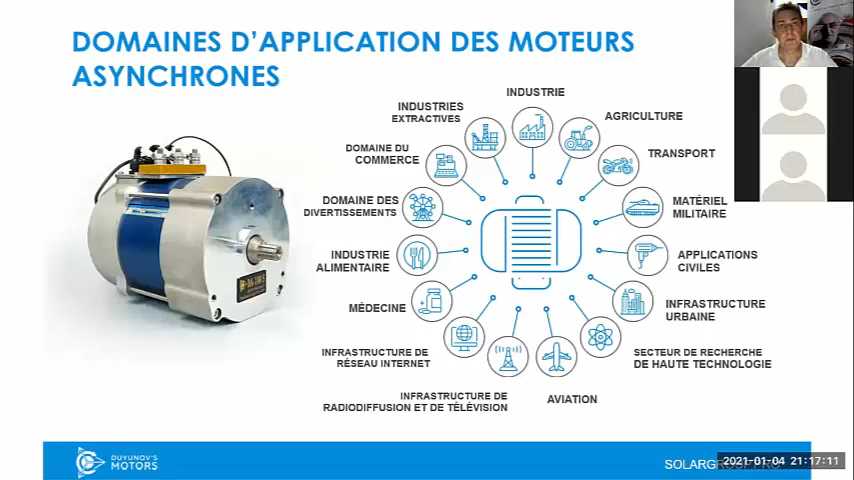 DOMAINES D'APPLICATION DES MOTEURS
ASYNCHRONES
INDUSTRIE
INDUSTRIES
EXTRACTIVES
AGRICULTURE
DOMAINE DU
COMMERCE
TRANSPORT
DOMAINE DES
DIVERTISSEMENTS
MATÉRIEL
MILITAIRE
INDUSTRIE
ALIMENTAIRE
APPLICATIONS
CIVILES
MÉDECINE
INFRASTRUCTURE
URBAINE
INFRASTRUCTURE DE
RÉSEAU INTERNET
SECTEUR DE RECHERCHE
DE HAUTE TECHNOLOGIE
INFRASTRUCTURE DE
RADIODIFFUSION ET DE TÉLÉVISION
AVIATION
DUYUNOV'S
MOTORS
2021-01-04 21:17:11